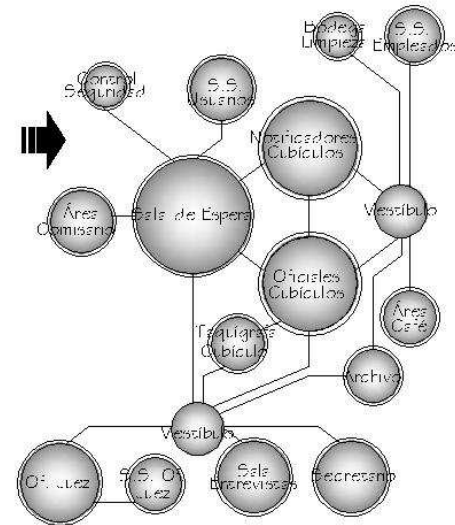 Bodega
Limpieza
S.S.
Empleados
Control
Seguridad
S.S.
Usuarios
Notificadores
Cubículos
Área
Comisario
Sala de Espera
Vestíbulo
Oficiales
Cubículos
Área
Café
Taquígrafa
Cubículo
Archivo
Vestíbulo
Of. Juez
S.S. Of.
Juez
Sala
Entrevistas
Secretario